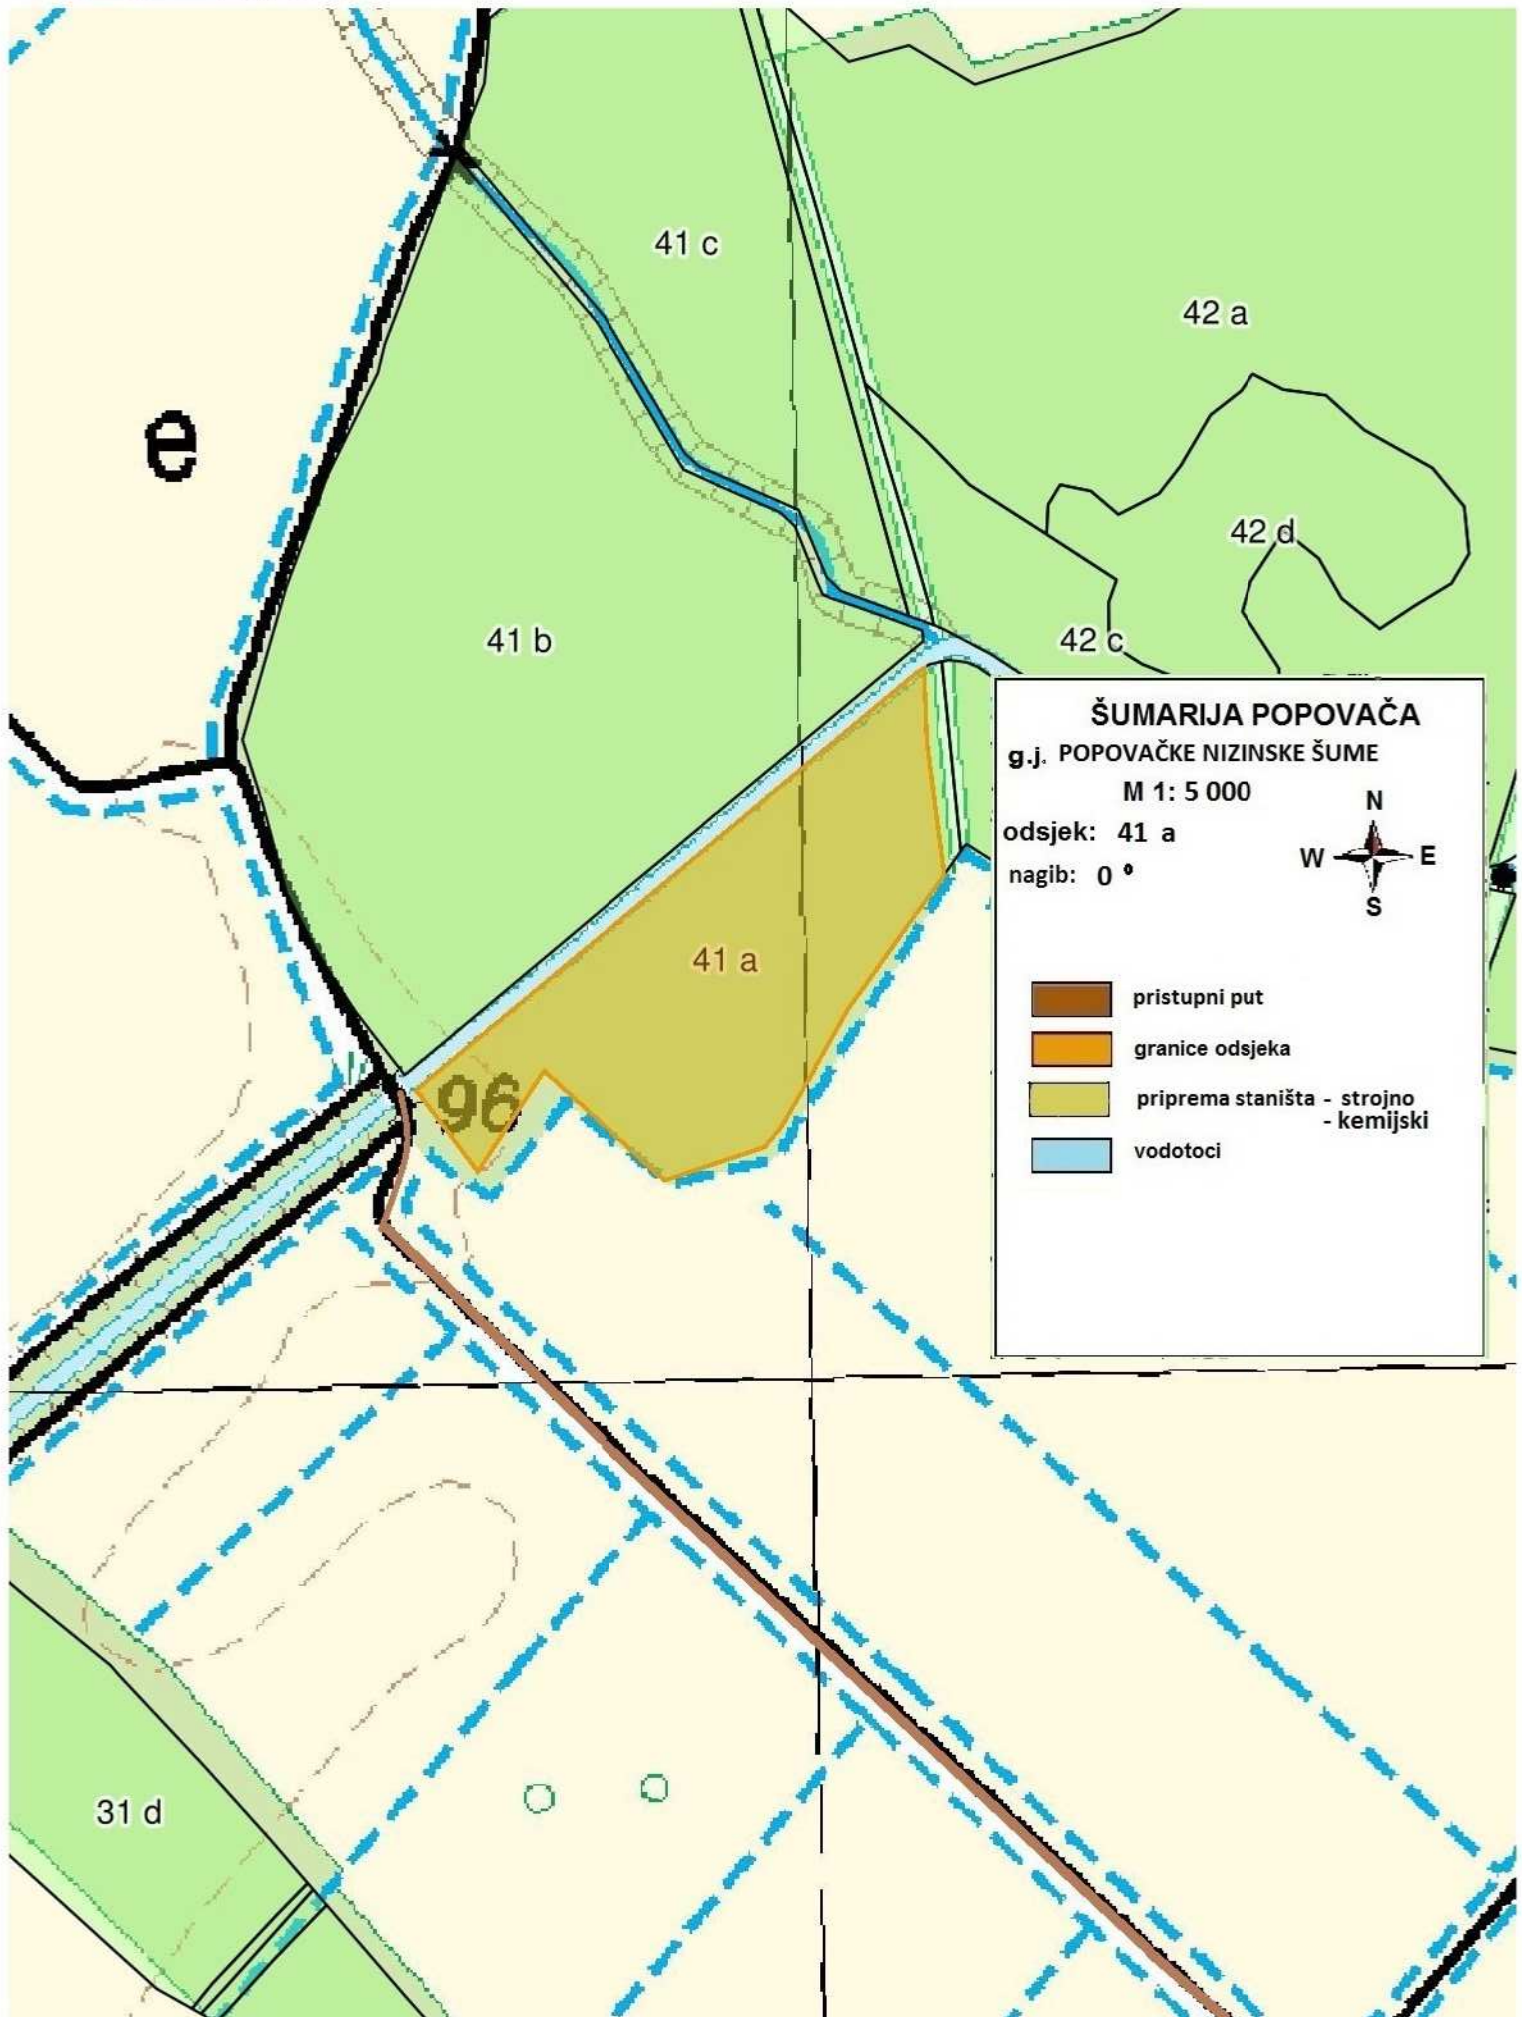 41 c
42 a
e
42 d
41 b
42 c
ŠUMARIJA POPOVAČA
g.j. POPOVAČKE NIZINSKE ŠUME
M 1: 5 000
N
odsjek: 41 a
W E
nagib: 0 °
S
41 a
pristupni put
granice odsjeka
96
priprema staništa - strojno
- kemijski
vodotoci
31 d